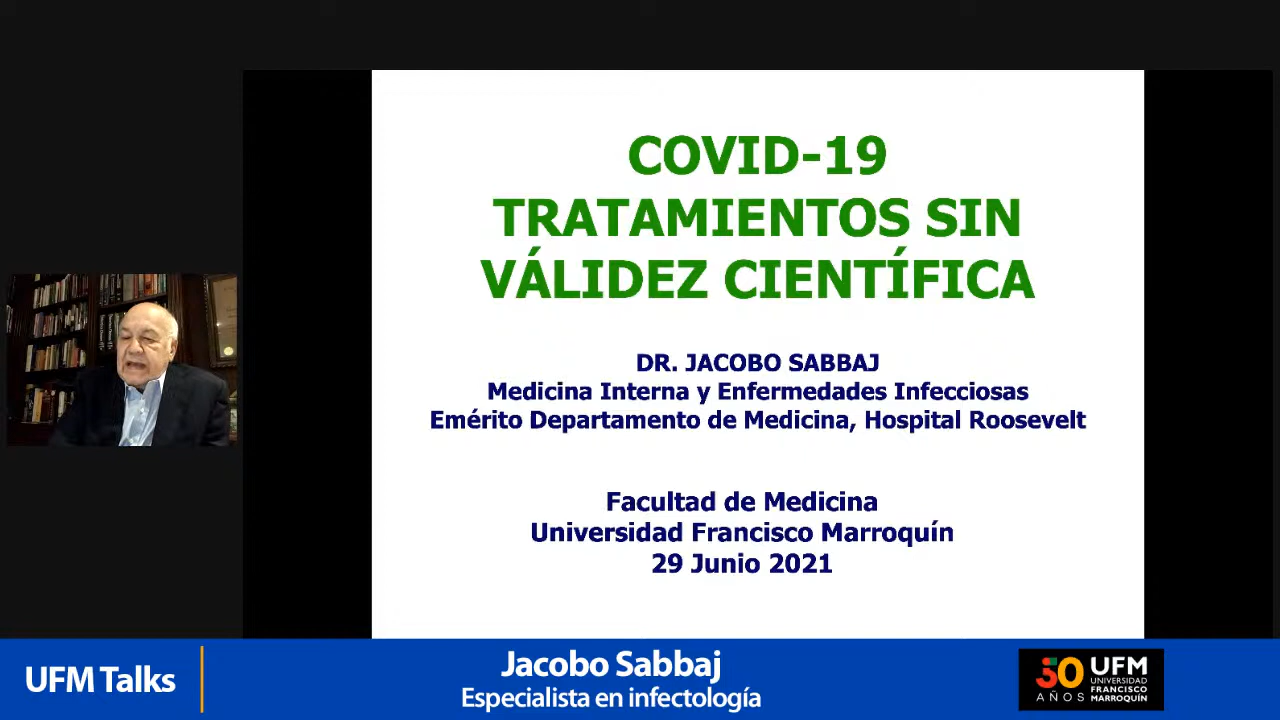 COVID-19
TRATAMIENTOS SIN
VÁLIDEZ CIENTÍFICA
DR. JACOBO SABBAJ
Medicina Interna y Enfermedades Infecciosas
Emérito Departamento de Medicina, Hospital Roosevelt
Facultad de Medicina
Universidad Francisco Marroquín
29 Junio 2021
UFM Talks
Jacobo Sabbaj
Especialista en infectología
50 AÑOS
UFM
UNIVERSIDAD
FRANCISCO
MARROQUÍN